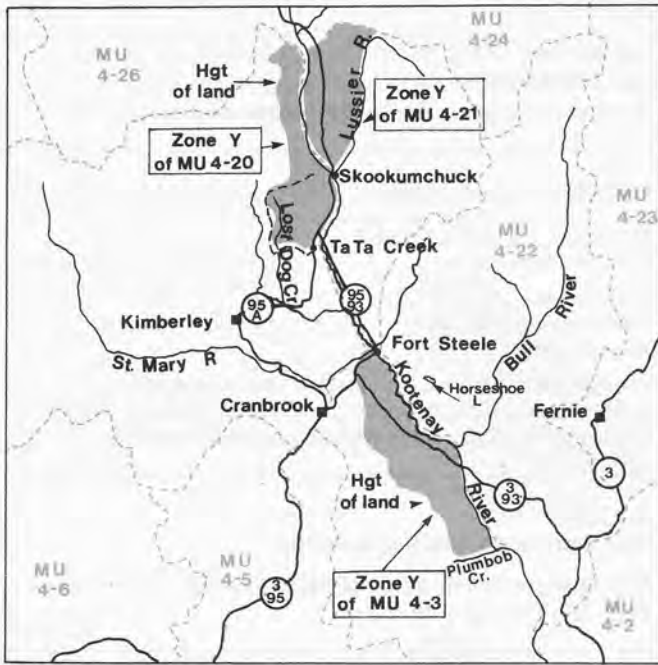 MU
4-26
MU
4-24
Hgt
of land
Lussier R.
Zone Y
of MU 4-21
Zone Y
of MU 4-20
Skookumchuck
MU
4-23
MU
4-22
Lost Dog Cr.
TaTa Creek
95
A
95
93
Kimberley
Bull River
St. Mary R
Fort Steele
Kootenay River
Horseshoe
L
Cranbrook
Fernie
3
Hgt
of land
3
93
Plumbob
Cr.
MU
4-6
MU
4-5
3
95
Zone Y
of MU 4-3
MU
4-2